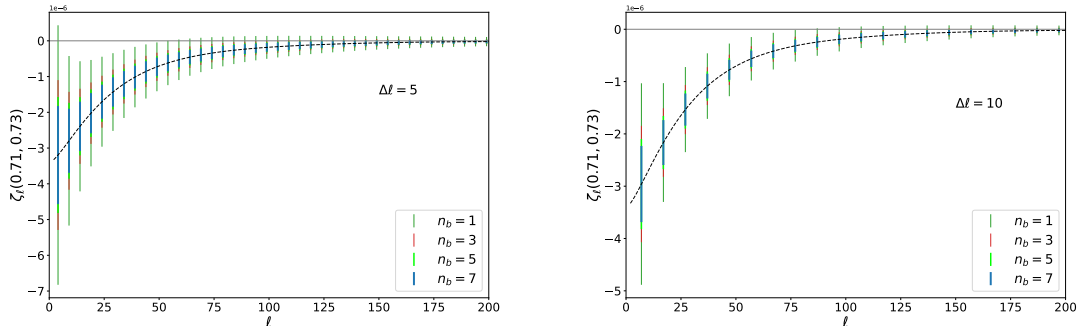 1e−6
0
−1
−2
−3
−4
−5
−6
−7
ζℓ(0.71, 0.73)
Δℓ = 5
n_b = 1
n_b = 3
n_b = 5
n_b = 7
0 25 50 75 100 125 150 175 200
ℓ
1e−6
0
−1
−2
−3
−4
−5
ζℓ(0.71, 0.73)
Δℓ = 10
n_b = 1
n_b = 3
n_b = 5
n_b = 7
0 25 50 75 100 125 150 175 200
ℓ